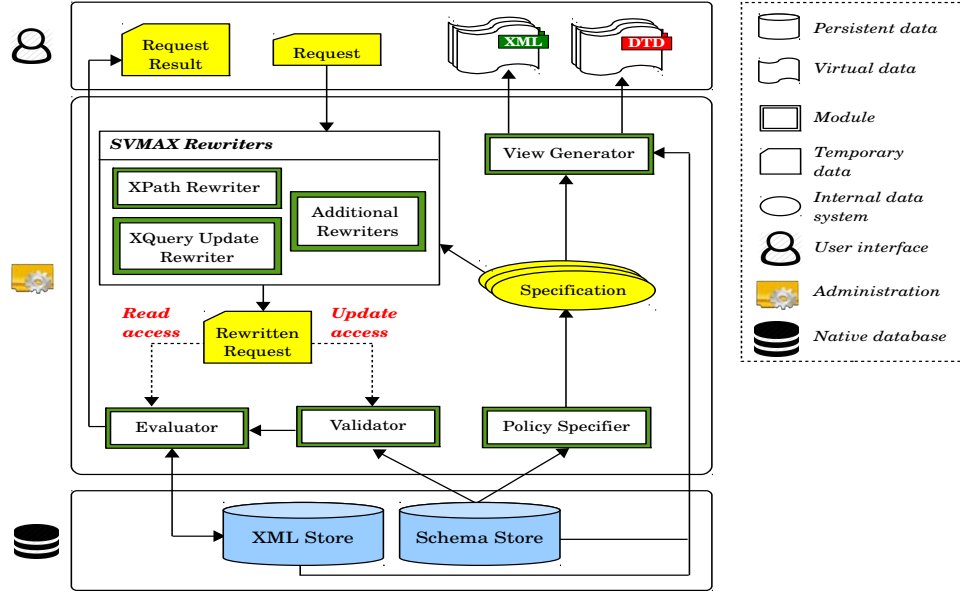 Request
Result
Request
XML
DTD
SVMAX Rewriters
XPath Rewriter
XQuery Update
Rewriter
Additional
Rewriters
View Generator
Specification
Read
access
Update
access
Rewritten
Request
Evaluator
Validator
Policy Specifier
XML Store
Schema Store
Persistent data
Virtual data
Module
Temporary
data
Internal data
system
User interface
Administration
Native database